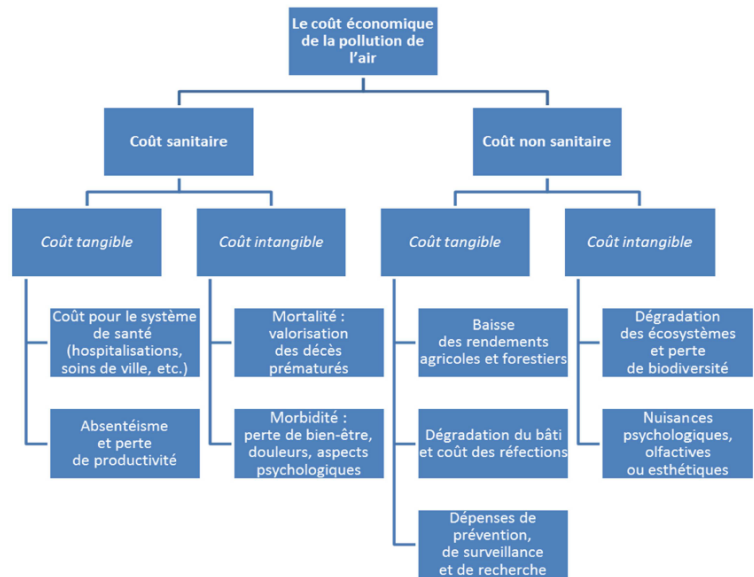 Le coût économique
de la pollution de
l'air
Coût sanitaire
Coût non sanitaire
Coût tangible
Coût intangible
Coût tangible
Coût intangible
Coût pour le système
de santé
(hospitalisations,
soins de ville, etc.)
Mortalité :
valorisation
des décès
prématurés
Baisse
des rendements
agricoles et forestiers
Dégradation
des écosystèmes
et perte
de biodiversité
Absentéisme
et perte
de productivité
Morbidité :
perte de bien-être,
douleurs, aspects
psychologiques
Dégradation du bâti
et coût des réfections
Nuisances
psychologiques,
olfactives
ou esthétiques
Dépenses de
prévention,
de surveillance
et de recherche